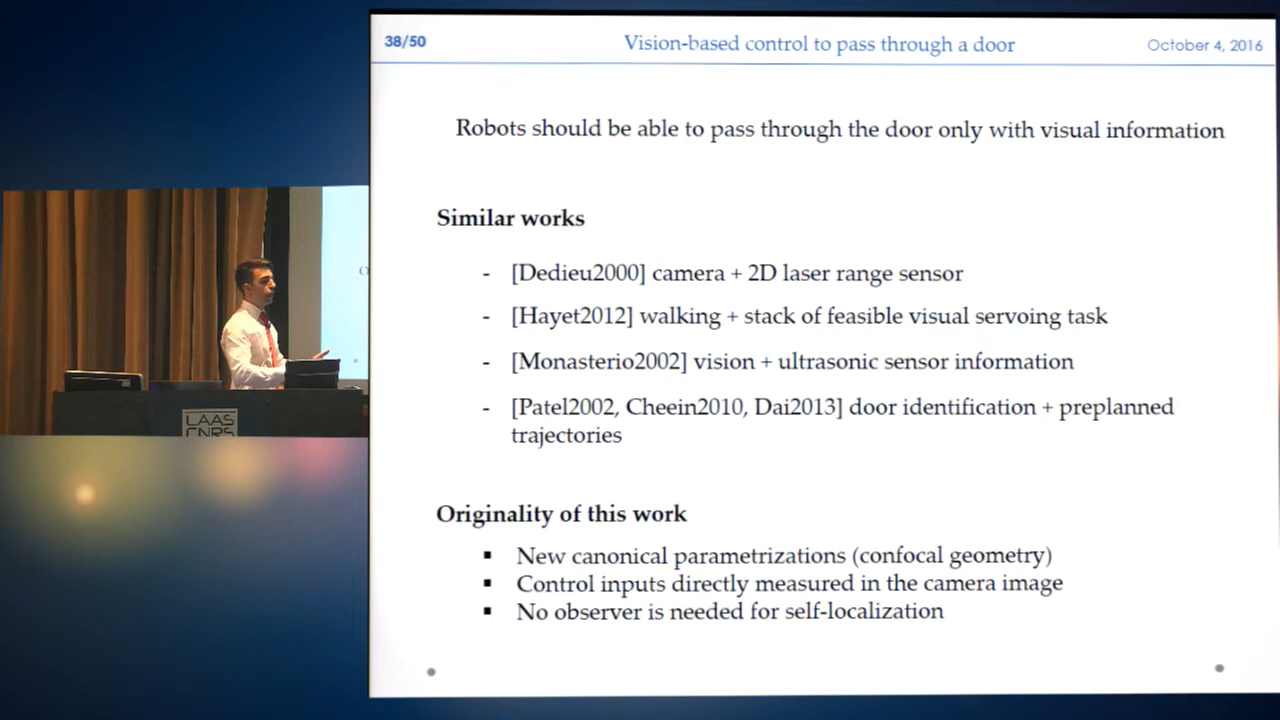 38/50
Vision-based control to pass through a door
October 4, 2016
Robots should be able to pass through the door only with visual information
Similar works
- [Dedieu2000] camera + 2D laser range sensor
- [Hayet2012] walking + stack of feasible visual servoing task
- [Monasterio2002] vision + ultrasonic sensor information
- [Patel2002, Cheein2010, Dai2013] door identification + preplanned
trajectories
Originality of this work
▪ New canonical parametrizations (confocal geometry)
▪ Control inputs directly measured in the camera image
▪ No observer is needed for self-localization
LAAS
CNRS